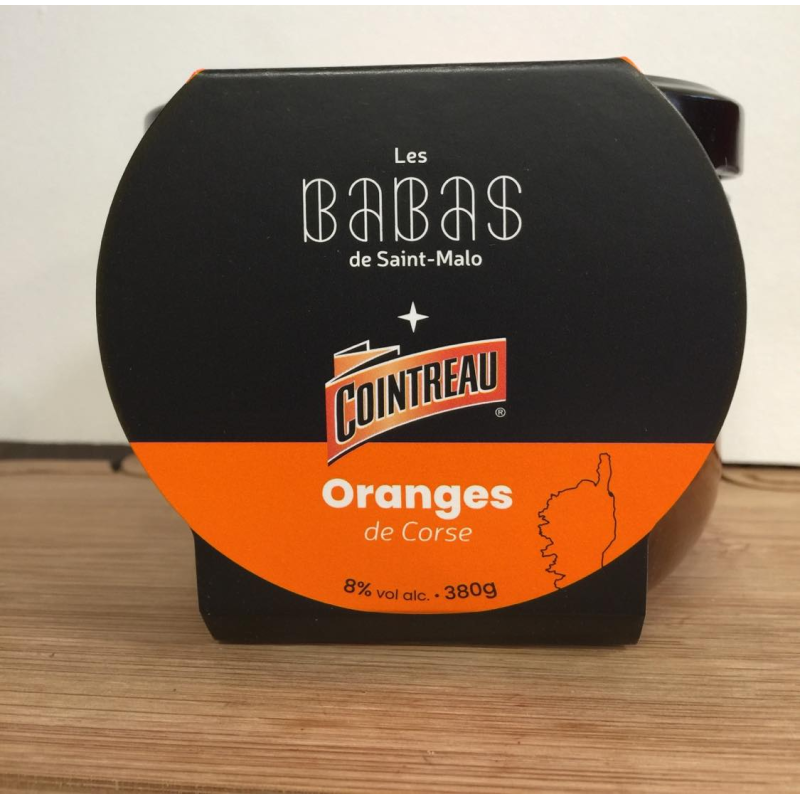 Les
BABAS
de Saint-Malo
COINTREAU
®
Oranges
de Corse
8% vol alc. • 380g